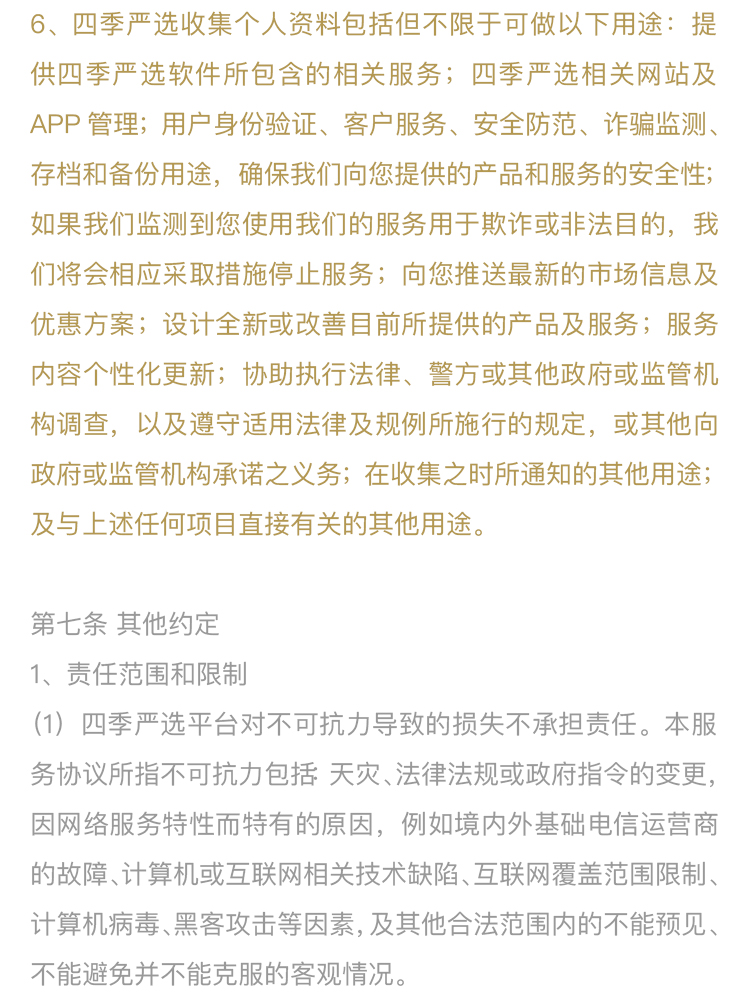 6、四季严选收集个人资料包括但不限于可做以下用途：提
供四季严选软件所包含的相关服务；四季严选相关网站及
APP 管理；用户身份验证、客户服务、安全防范、诈骗监测、
存档和备份用途，确保我们向您提供的产品和服务的安全性；
如果我们监测到您使用我们的服务用于欺诈或非法目的，我
们将会相应采取措施停止服务；向您推送最新的市场信息及
优惠方案；设计全新或改善目前所提供的产品及服务；服务
内容个性化更新；协助执行法律、警方或其他政府或监管机
构调查，以及遵守适用法律及规例所施行的规定，或其他向
政府或监管机构承诺之义务；在收集之时所通知的其他用途；
及与上述任何项目直接有关的其他用途。
第七条 其他约定
1、责任范围和限制
（1）四季严选平台对不可抗力导致的损失不承担责任。本服
务协议所指不可抗力包括：天灾、法律法规或政府指令的变更，
因网络服务特性而特有的原因，例如境内外基础电信运营商
的故障、计算机或互联网相关技术缺陷、互联网覆盖范围限制、
计算机病毒、黑客攻击等因素，及其他合法范围内的不能预见、
不能避免并不能克服的客观情况。